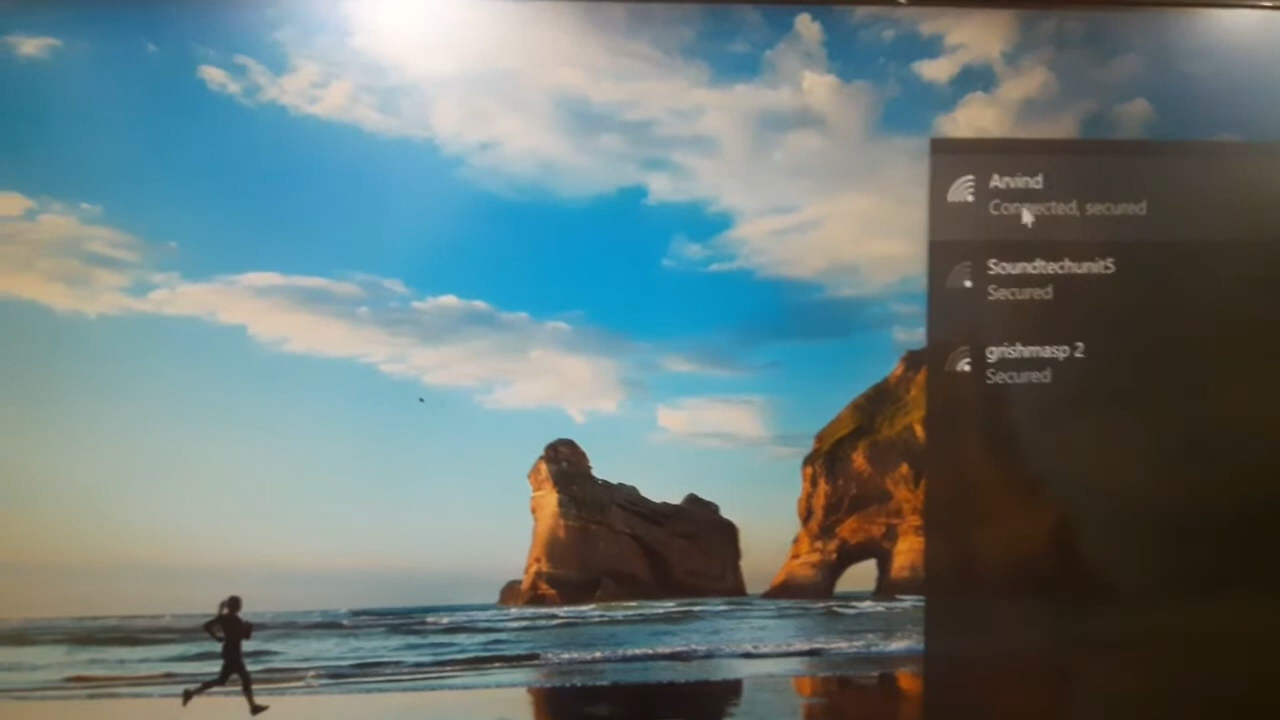 Arvind
Connected, secured
Soundtechunit5
Secured
grishmasp 2
Secured